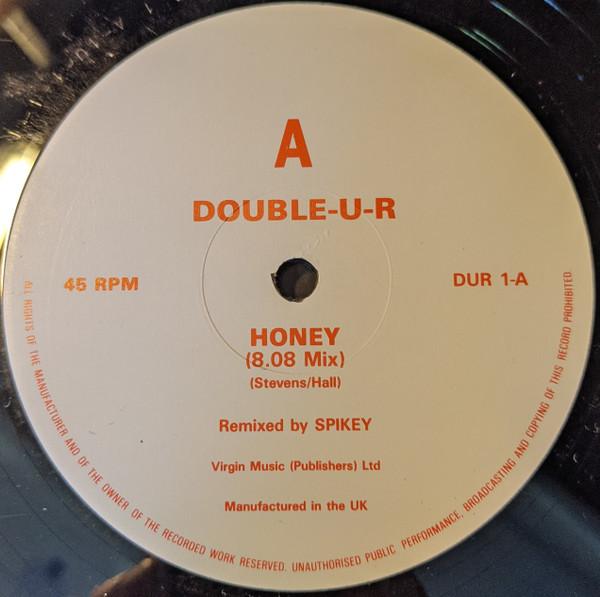 A
DOUBLE-U-R
45 RPM
DUR 1-A
HONEY
(8.08 Mix)
(Stevens/Hall)
Remixed by SPIKEY
Virgin Music (Publishers) Ltd
Manufactured in the UK
ALL RIGHTS OF THE MANUFACTURER AND OF THE OWNER OF THE RECORDED WORK RESERVED. UNAUTHORISED PUBLIC PERFORMANCE, BROADCASTING AND COPYING OF THIS RECORD PROHIBITED.